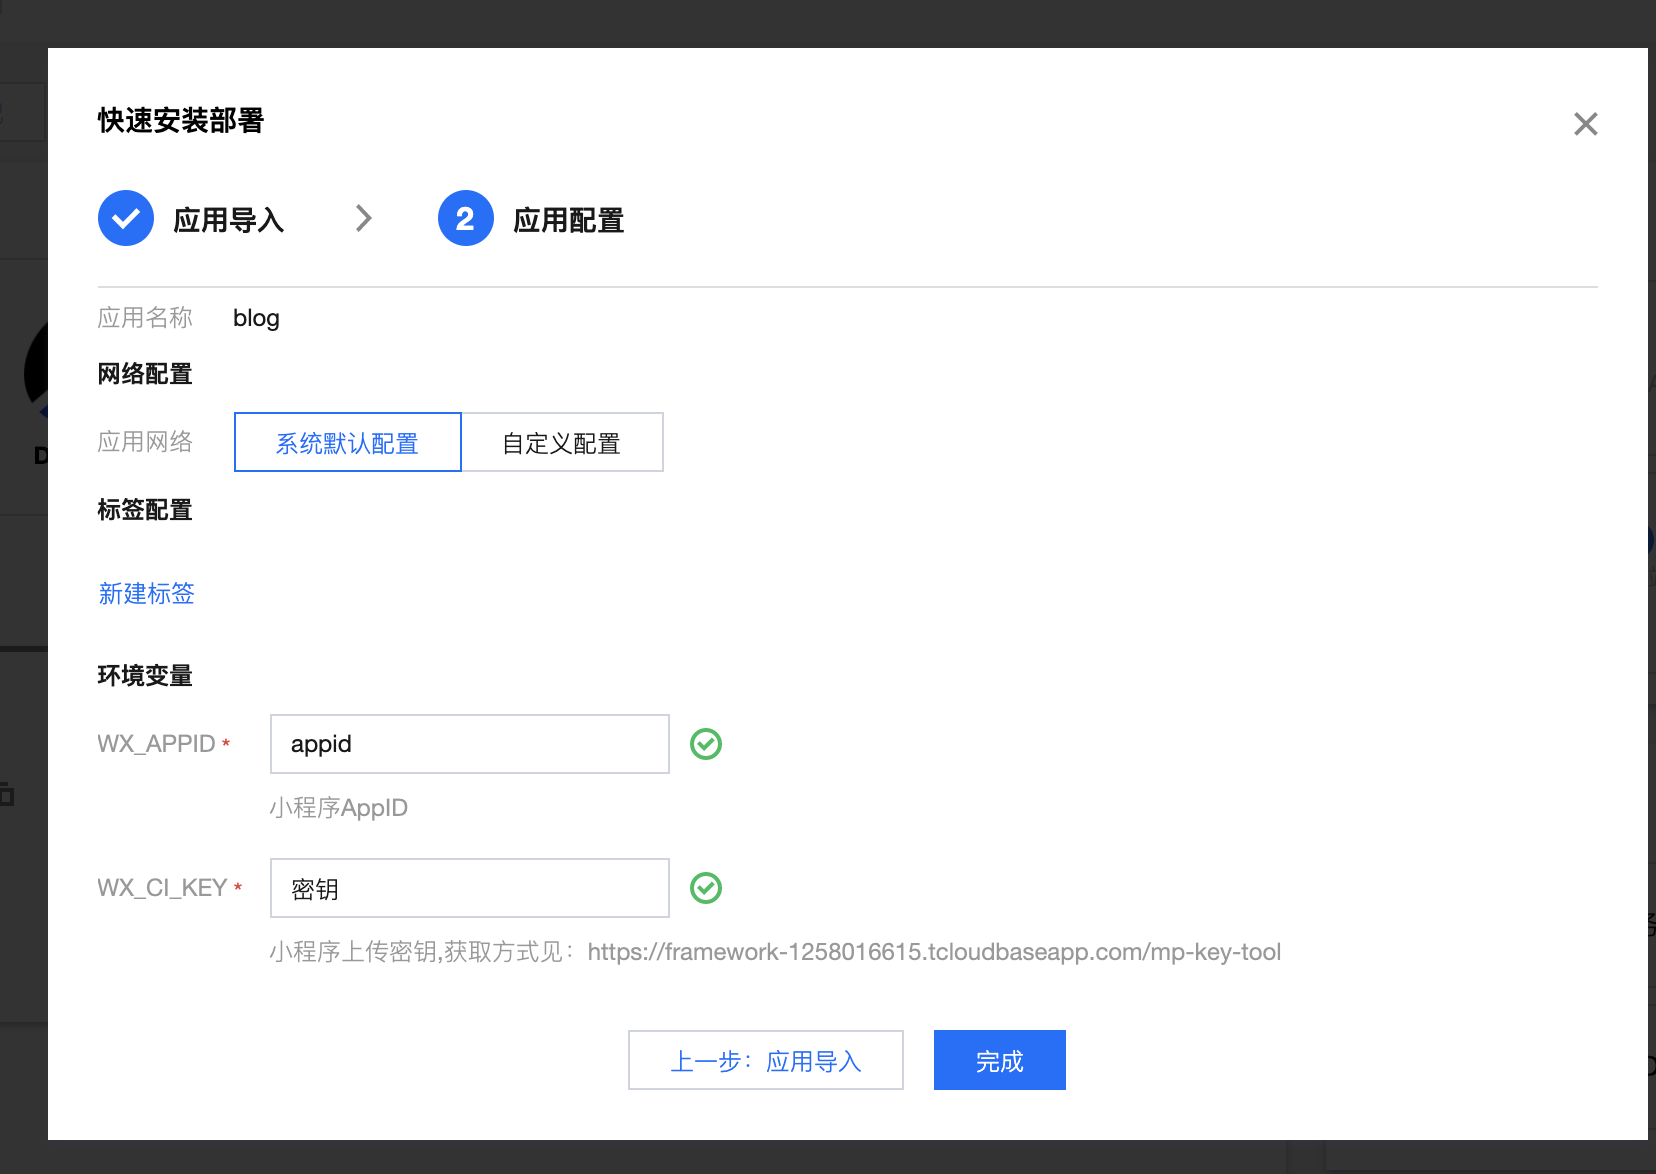 快速安装部署
应用导入
2 应用配置
应用名称 blog
网络配置
应用网络 系统默认配置 自定义配置
标签配置
新建标签
环境变量
WX_APPID * appid
小程序AppID
WX_CI_KEY * 密钥
小程序上传密钥,获取方式见：https://framework-1258016615.tcloudbaseapp.com/mp-key-tool
上一步：应用导入 完成